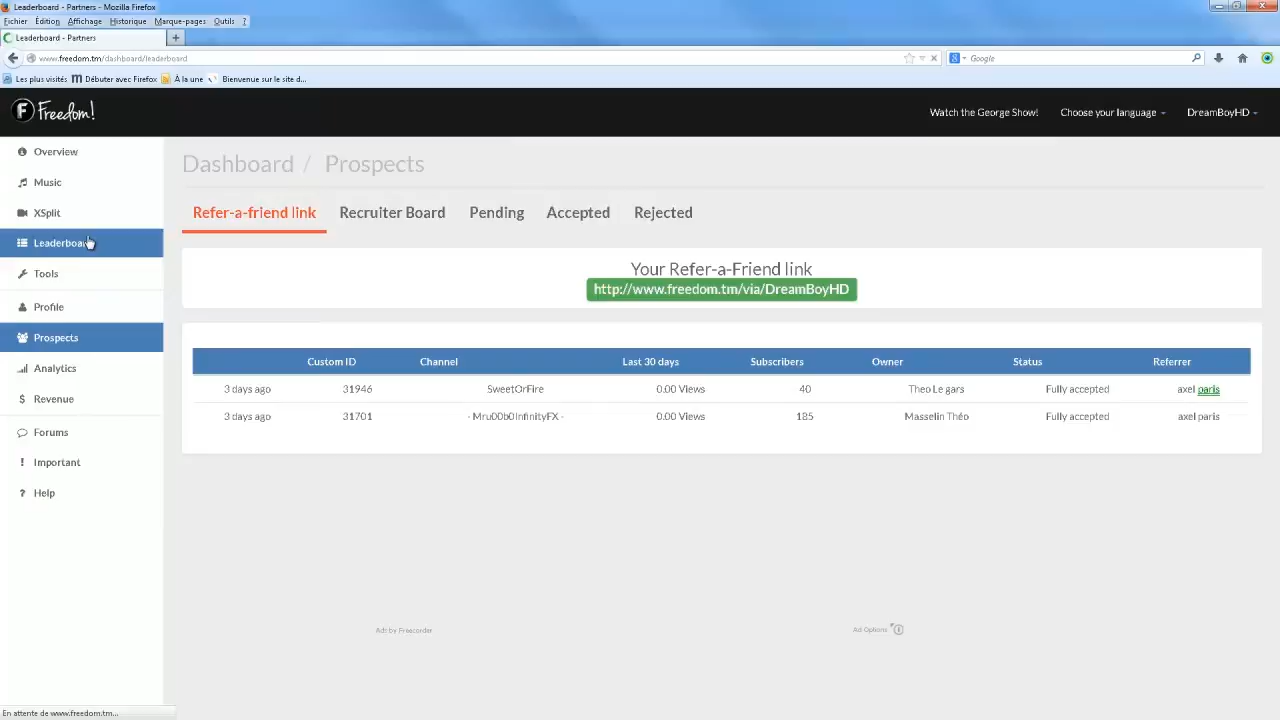 Leaderboard - Partners - Mozilla Firefox
Fichier Édition Affichage Historique Marque-pages Outils ?
Leaderboard - Partners
www.freedom.tm/dashboard/leaderboard
Google
Les plus visités Débuter avec Firefox À la une Bienvenue sur le site d...
Freedom!
Watch the George Show! Choose your language DreamBoyHD
Overview
Music
XSplit
Leaderboa
Tools
Profile
Prospects
Analytics
Revenue
Forums
Important
Help
Dashboard / Prospects
Refer-a-friend link Recruiter Board Pending Accepted Rejected
Your Refer-a-Friend link
http://www.freedom.tm/via/DreamBoyHD
Custom ID Channel Last 30 days Subscribers Owner Status Referrer
3 days ago 31946 SweetOrFire 0.00 Views 40 Theo Le gars Fully accepted axel paris
3 days ago 31701 - Mru00b0InfinityFX - 0.00 Views 185 Masselin Théo Fully accepted axel paris
Ads by Freecorder Ad Options
En attente de www.freedom.tm...